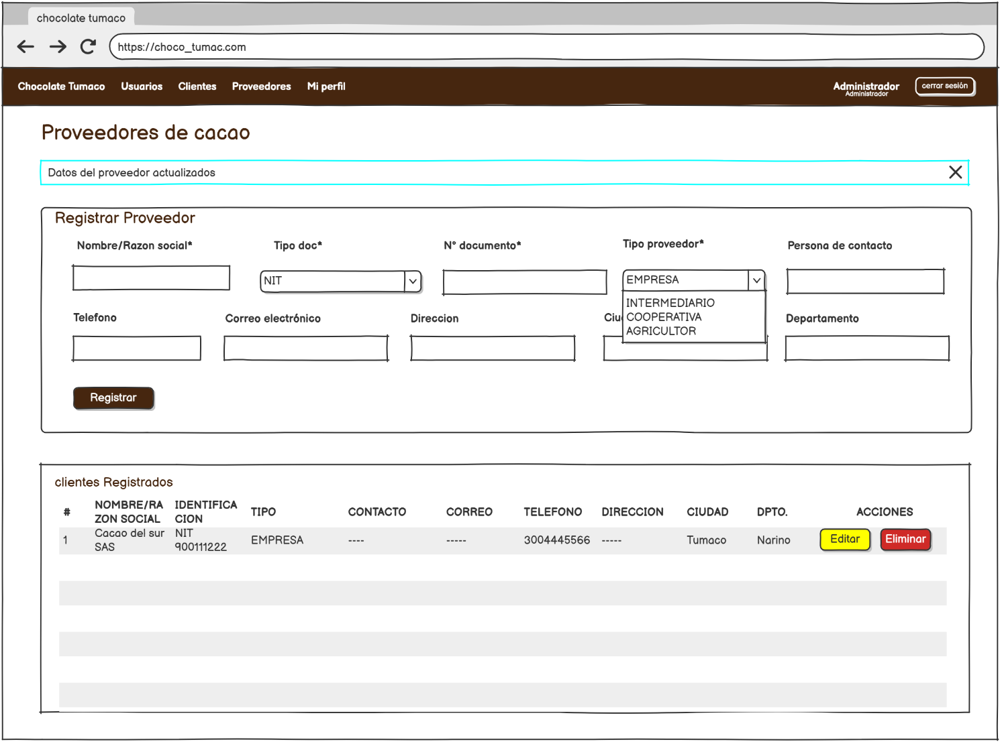 chocolate tumaco
https://choco_tumac.com
Chocolate Tumaco Usuarios Clientes Proveedores Mi perfil Administrador cerrar sesión
Administrador
Proveedores de cacao
Datos del proveedor actualizados
Registrar Proveedor
Nombre/Razon social* Tipo doc* N° documento* Tipo proveedor* Persona de contacto
NIT EMPRESA
INTERMEDIARIO
COOPERATIVA
AGRICULTOR
Telefono Correo electrónico Direccion Departamento
Registrar
clientes Registrados
# NOMBRE/RA IDENTIFICA TIPO CONTACTO CORREO TELEFONO DIRECCION CIUDAD DPTO. ACCIONES
ZON SOCIAL CION
1 Cacao del sur NIT EMPRESA ---- ----- 3004445566 ----- Tumaco Narino Editar Eliminar
SAS 900111222